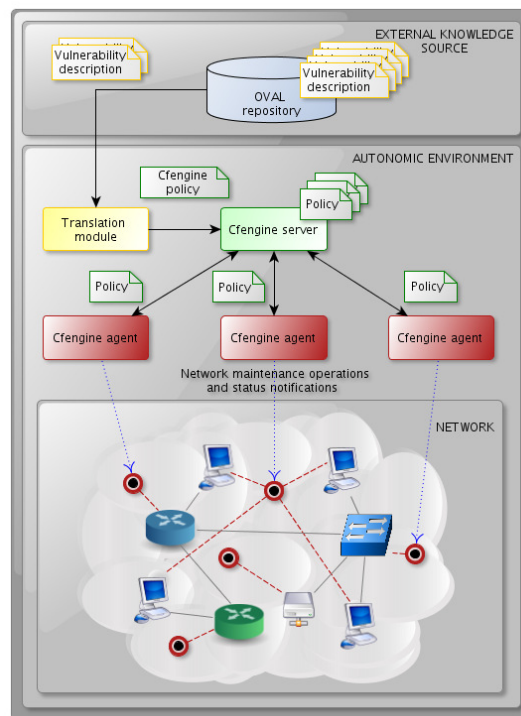 EXTERNAL KNOWLEDGE
SOURCE
Vulnerability
description
OVAL
repository
Vulnerability
Vulnerability
description
AUTONOMIC ENVIRONMENT
Cfengine
policy
Translation
module
Cfengine server
Policy
Policy
Policy
Policy
Cfengine agent
Cfengine agent
Cfengine agent
Network maintenance operations
and status notifications
NETWORK